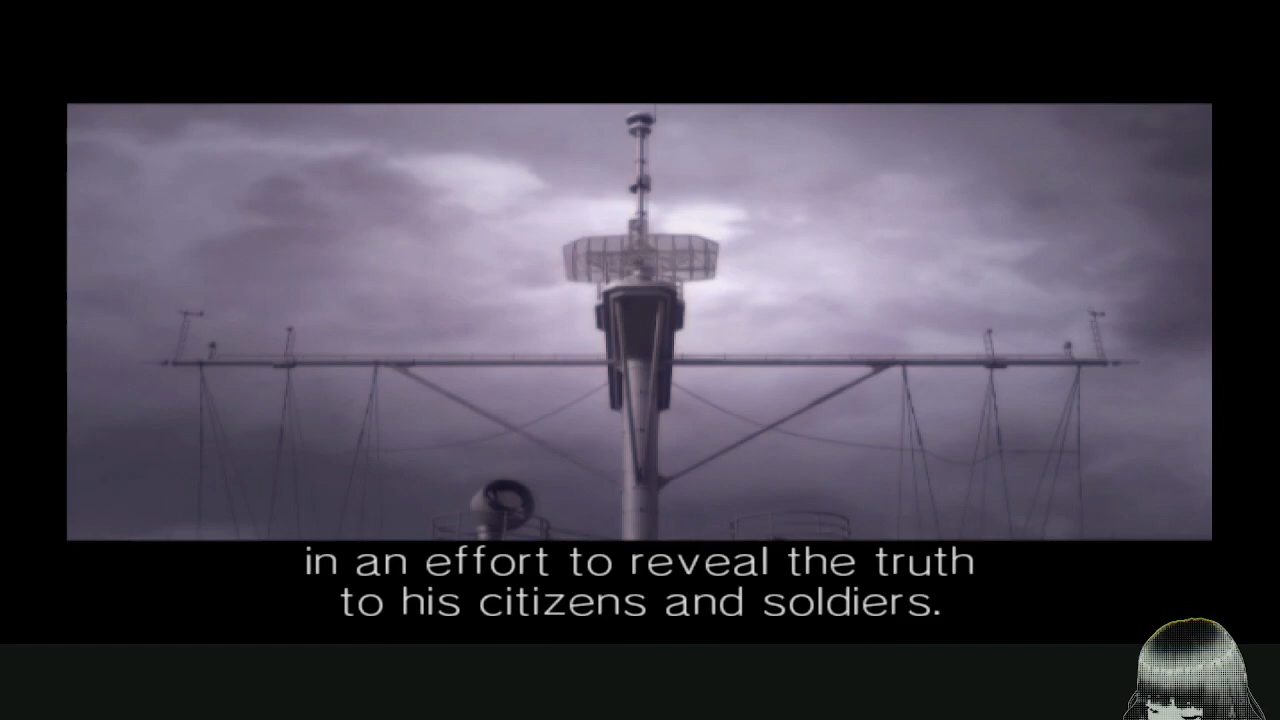 in an effort to reveal the truth
to his citizens and soldiers.